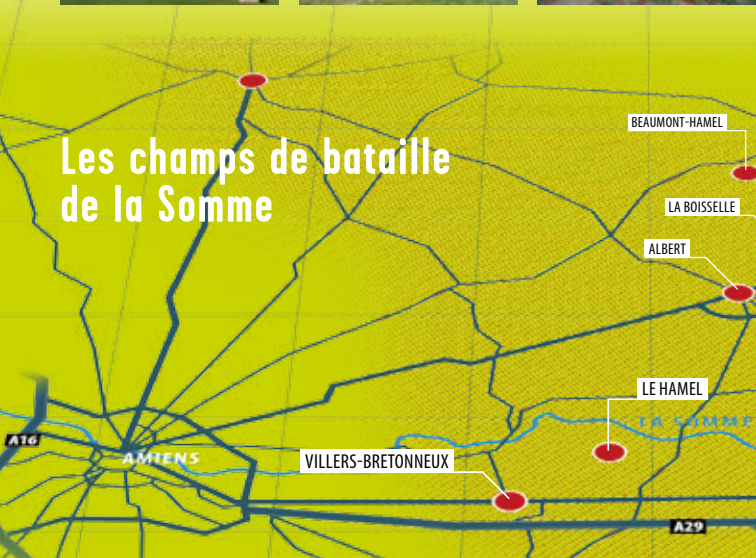 Les champs de bataille
de la Somme
BEAUMONT-HAMEL
LA BOISSELLE
ALBERT
LE HAMEL
LA SOMME
A16
AMIENS
VILLERS-BRETONNEUX
A29